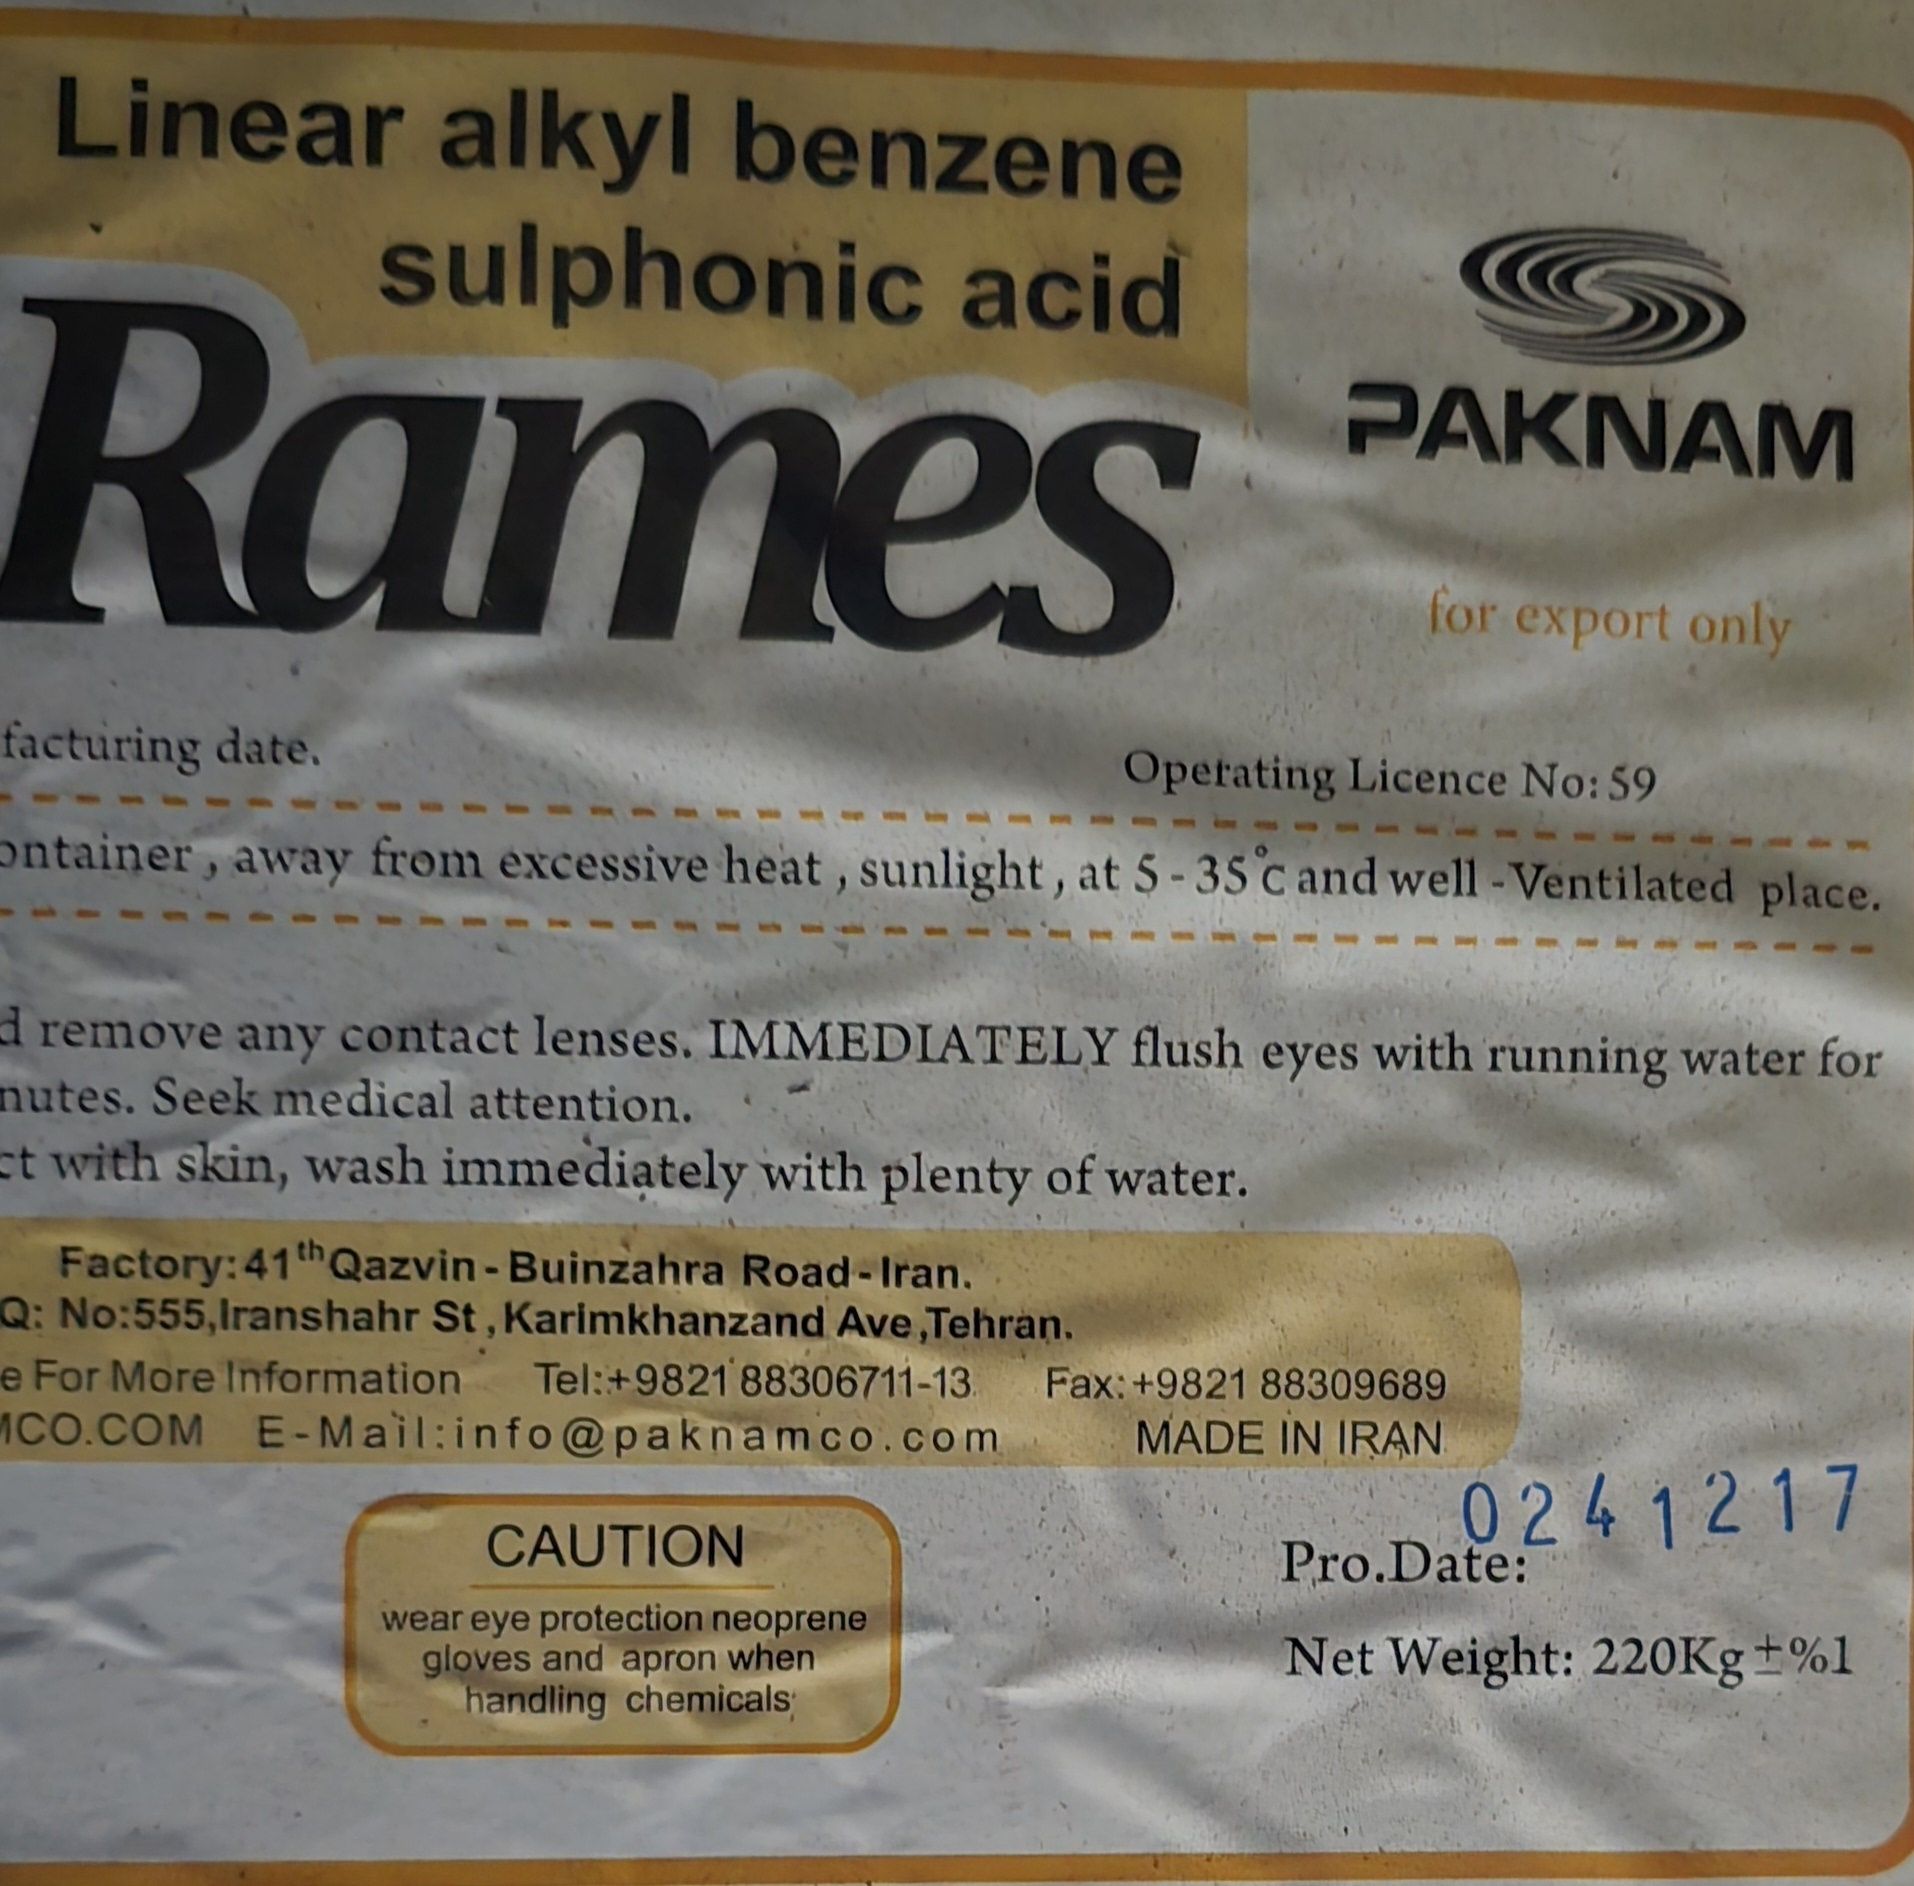 Linear alkyl benzene
sulphonic acid
Rames
PAKNAM
for export only
facturing date.
Operating Licence No: 59
ontainer , away from excessive heat , sunlight , at 5 - 35°c and well - Ventilated place.
d remove any contact lenses. IMMEDIATELY flush eyes with running water for
nutes. Seek medical attention.
ct with skin, wash immediately with plenty of water.
Factory: 41th Qazvin - Buinzahra Road - Iran.
Q: No:555,Iranshahr St , Karimkhanzand Ave ,Tehran.
e For More Information Tel:+9821 88306711-13 Fax:+9821 88309689
MCO.COM E-Mail:info@paknamco.com MADE IN IRAN
CAUTION
wear eye protection neoprene
gloves and apron when
handling chemicals
0241217
Pro.Date:
Net Weight: 220Kg ±%1